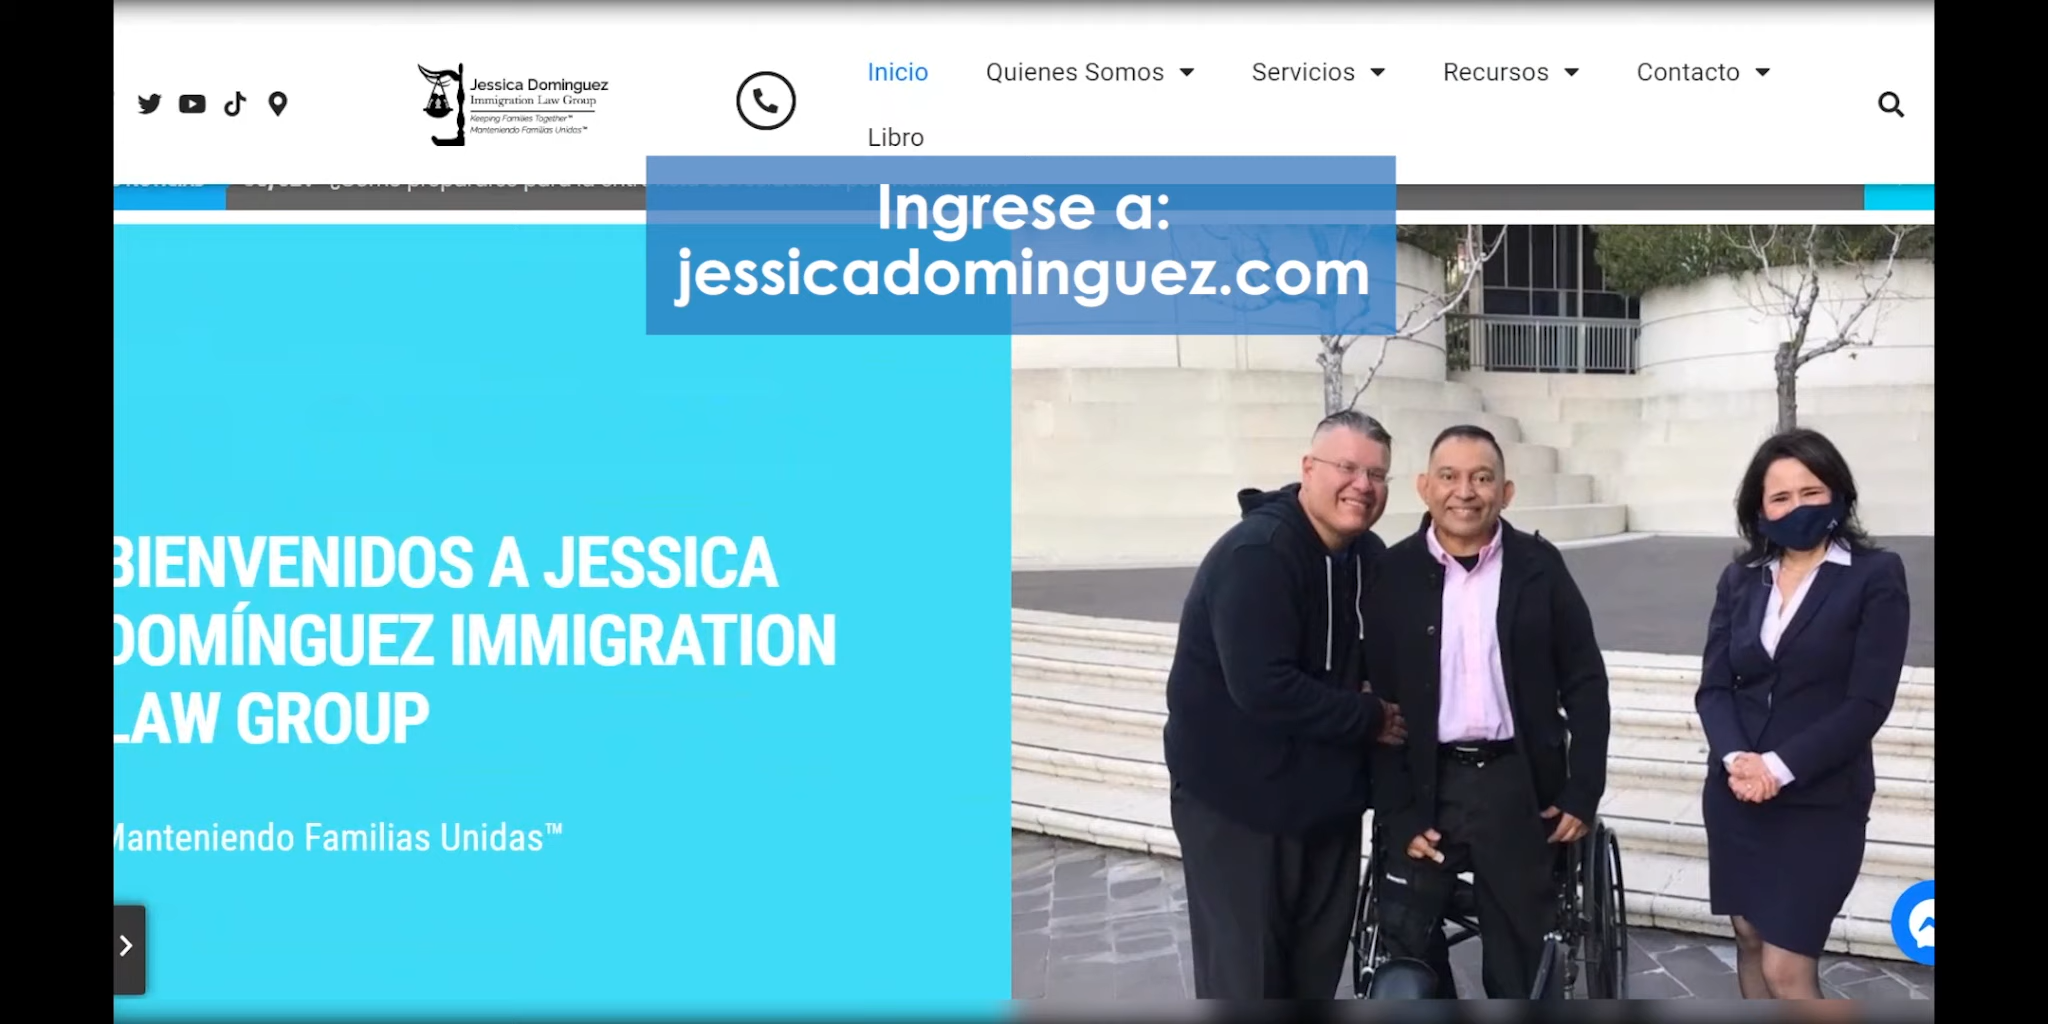 Jessica Dominguez
Immigration Law Group
Keeping Families Together™
Manteniendo Familias Unidas™
Inicio
Quienes Somos
Servicios
Recursos
Contacto
Libro
Ingrese a:
jessicadominguez.com
BIENVENIDOS A JESSICA
DOMÍNGUEZ IMMIGRATION
LAW GROUP
Manteniendo Familias Unidas™